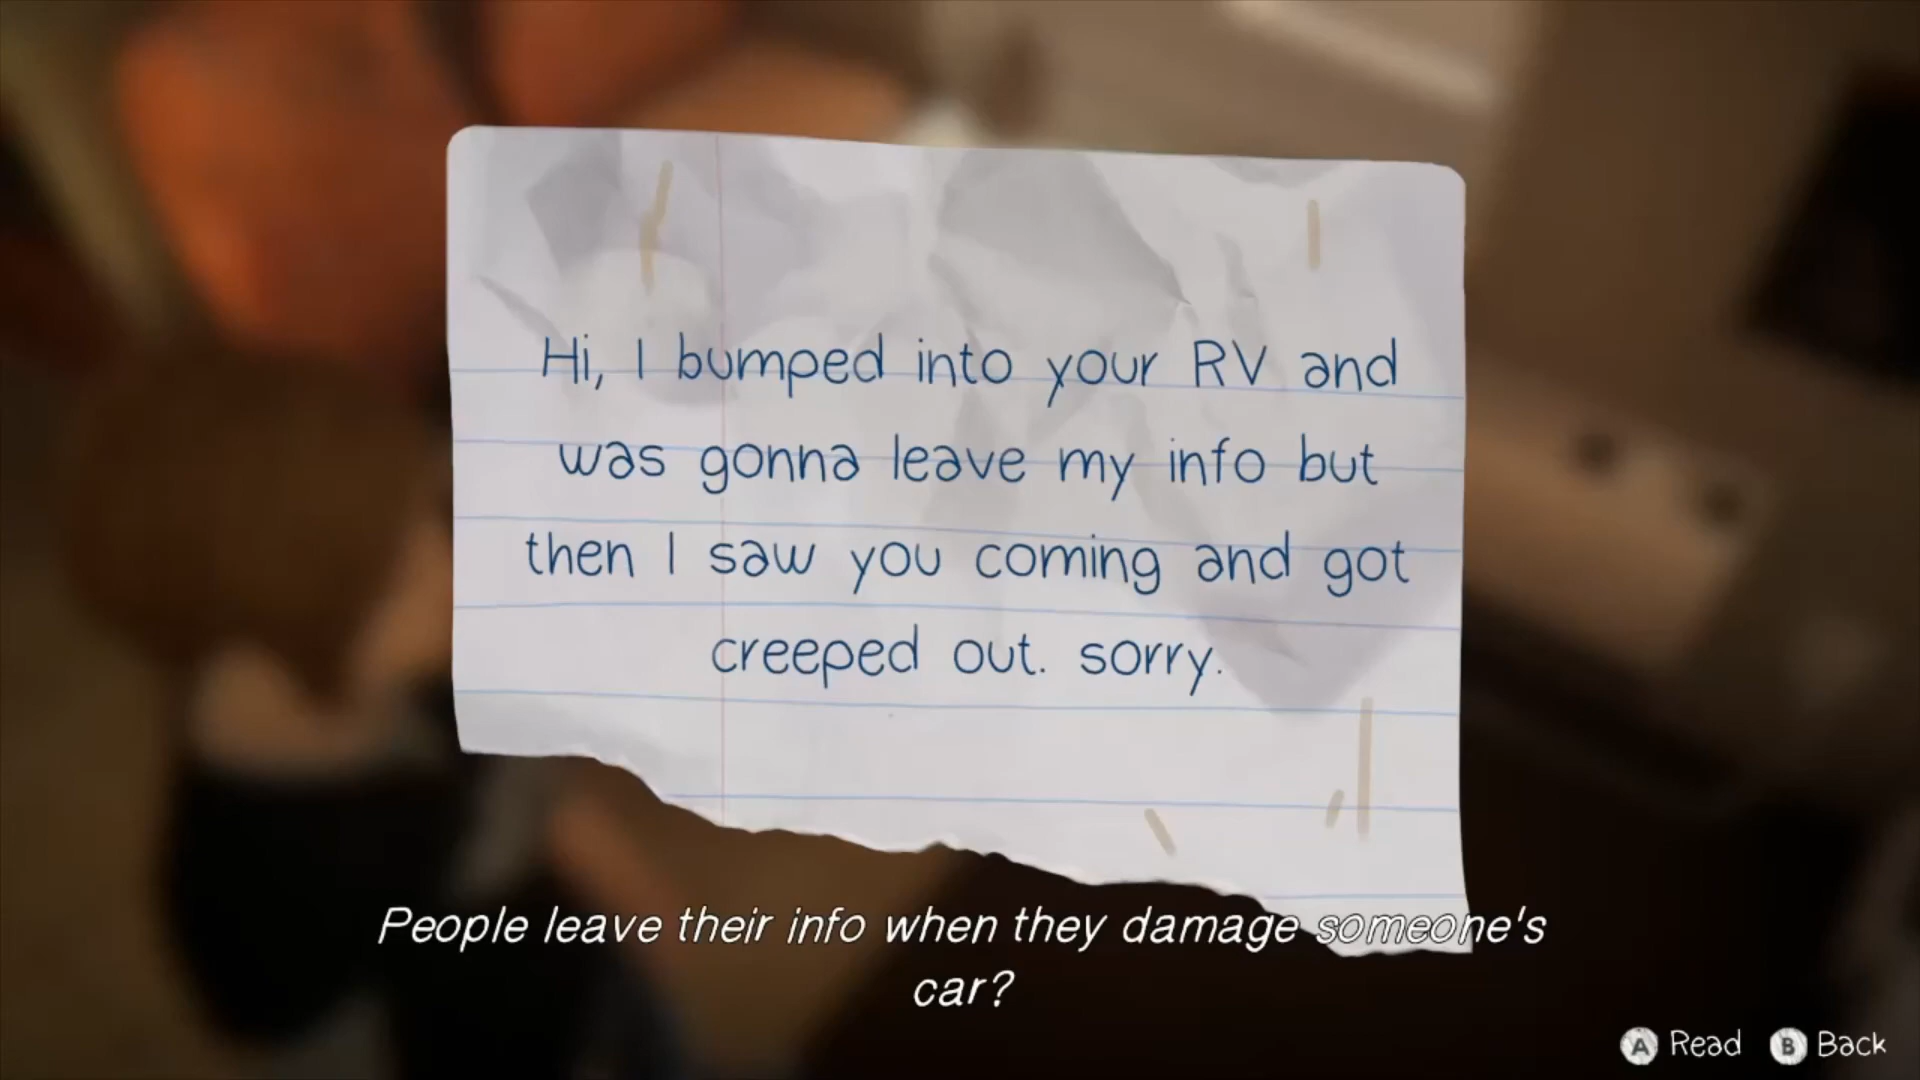 Hi, I bumped into your RV and
was gonna leave my info but
then I saw you coming and got
creeped out. sorry.
People leave their info when they damage someone's
car?
A Read B Back